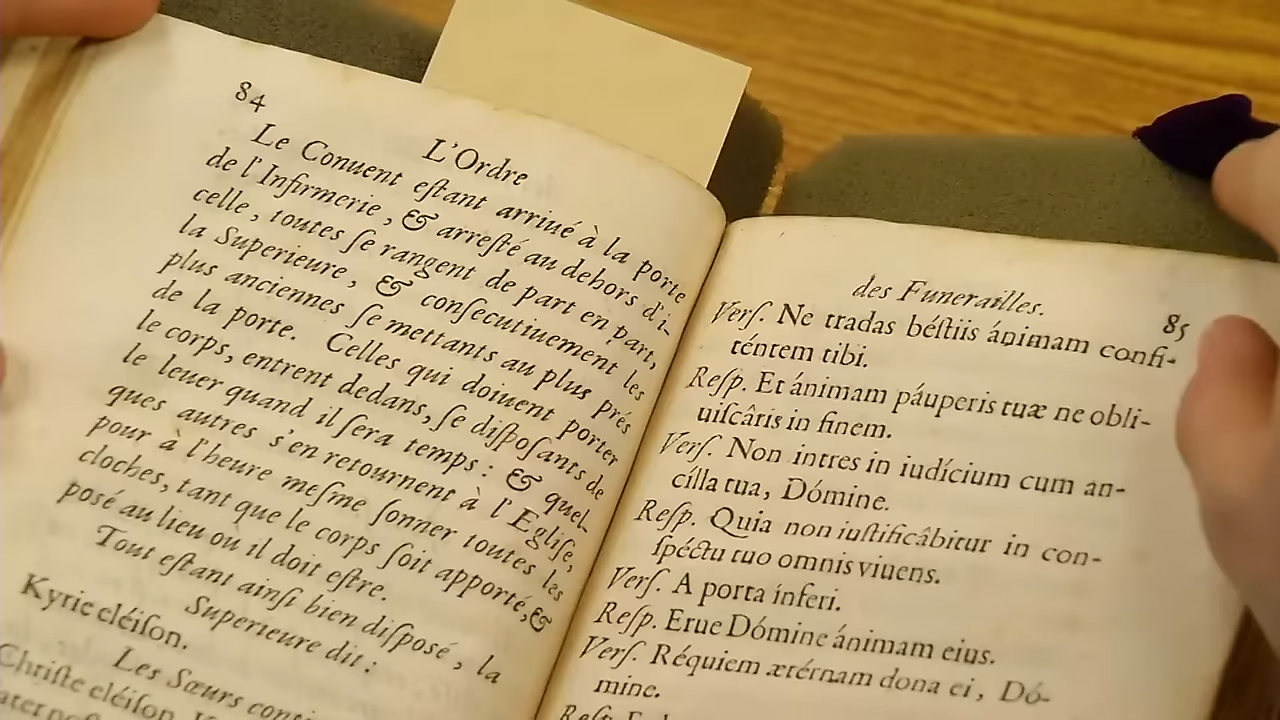 84
L'Ordre
Le Conuent eſtant arriué à la porte
de l'Infirmerie, & arreſté au dehors d'i-
celle, toutes ſe rangent de part en part,
la Superieure, & conſecutiuement les
plus anciennes ſe mettants au plus prés
de la porte. Celles qui doiuent porter
le corps, entrent dedans, ſe diſpoſants de
le leuer quand il ſera temps: & quel-
ques autres s'en retournent à l'Egliſe,
pour à l'heure meſme ſonner toutes les
cloches, tant que le corps ſoit apporté, &
posé au lieu où il doit eſtre.
Tout eſtant ainſi bien diſposé, la
Superieure dit:
Kyrie eléiſon.
Les Sœurs
Chriſte eléiſon.
des Funerailles.
85
Verſ. Ne tradas béſtiis ánimam confi-
téntem tibi.
Reſp. Et ánimam páuperis tuæ ne obli-
uiſcâris in finem.
Verſ. Non intres in iudícium cum an-
cílla tua, Dómine.
Reſp. Quia non iuſtificâbitur in con-
ſpéctu tuo omnis viuens.
Verſ. A porta ínferi.
Reſp. Erue Dómine ánimam eius.
Verſ. Réquiem ætérnam dona ei, Dó-
mine.
Reſp.